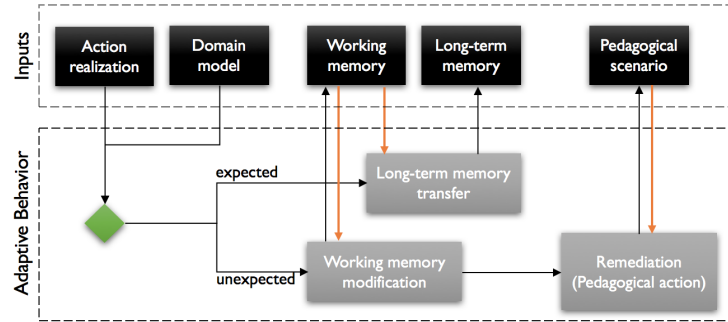 Inputs
Action
realization
Domain
model
Working
memory
Long-term
memory
Pedagogical
scenario
Adaptive Behavior
expected
Long-term memory
transfer
unexpected
Working memory
modification
Remediation
(Pedagogical action)